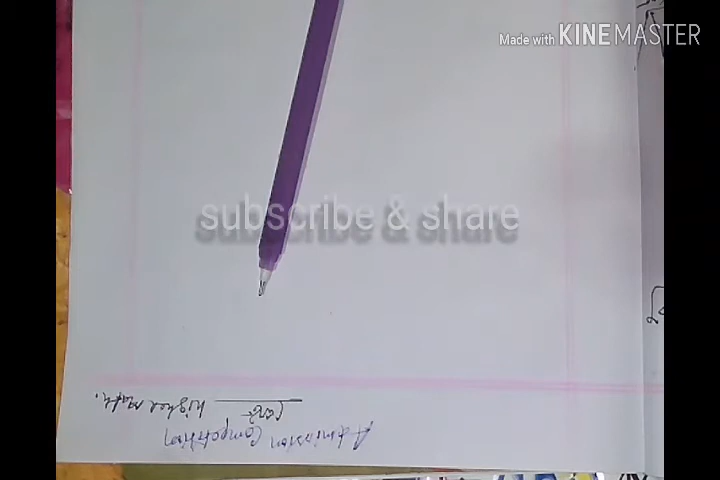 Made with KINEMASTER
subscribe & share
Admission Competition
higher math.